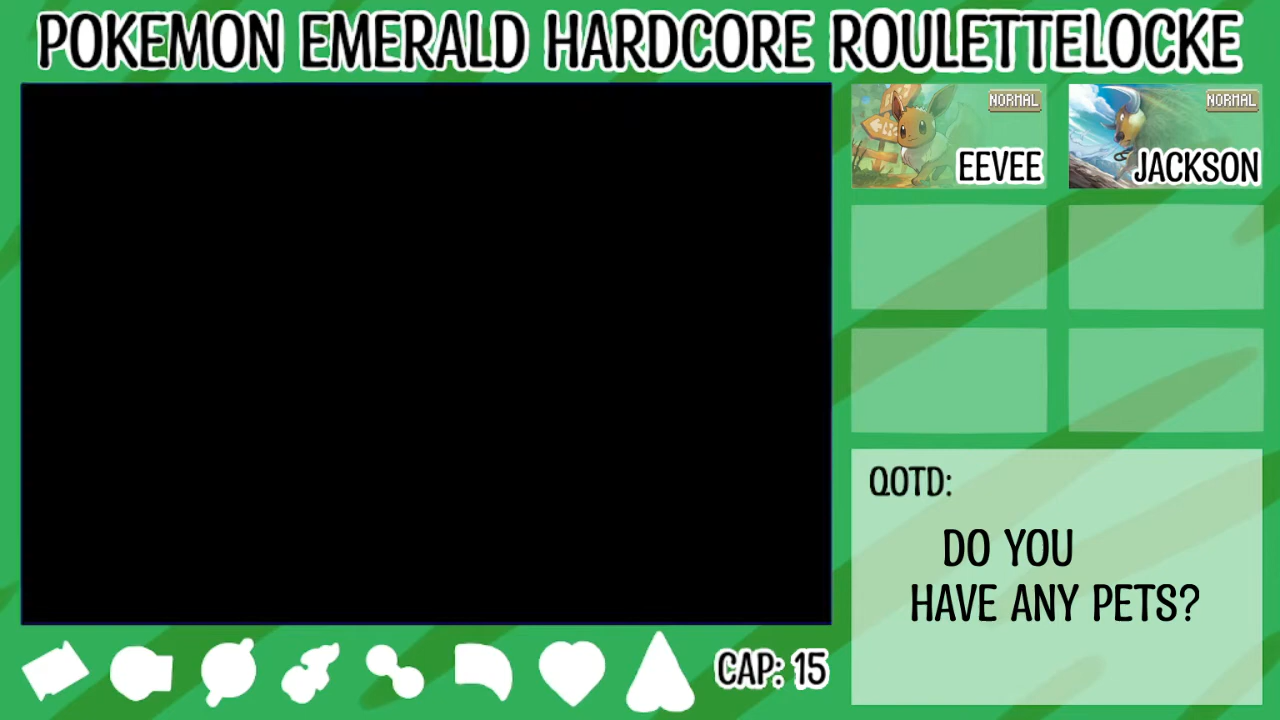 POKEMON EMERALD HARDCORE ROULETTELOCKE
NORMAL
EEVEE
NORMAL
JACKSON
QOTD:
DO YOU
HAVE ANY PETS?
CAP: 15